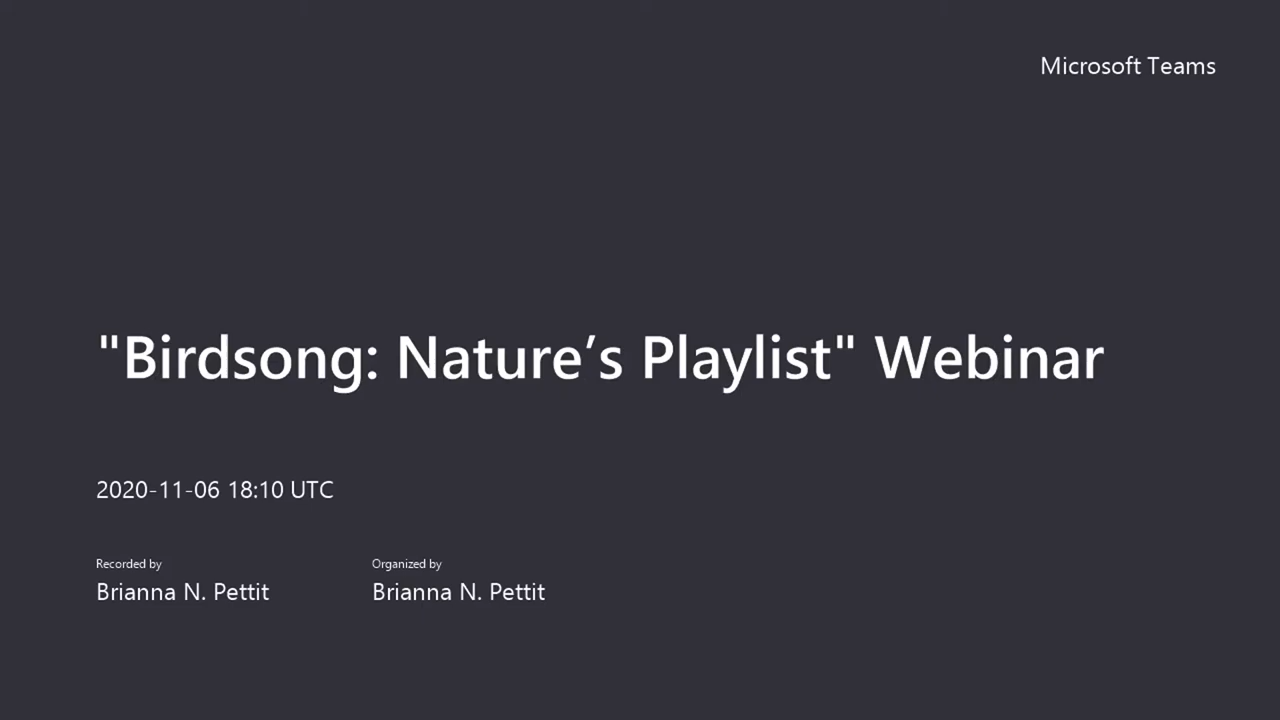 Microsoft Teams
"Birdsong: Nature’s Playlist" Webinar
2020-11-06 18:10 UTC
Recorded by
Brianna N. Pettit
Organized by
Brianna N. Pettit